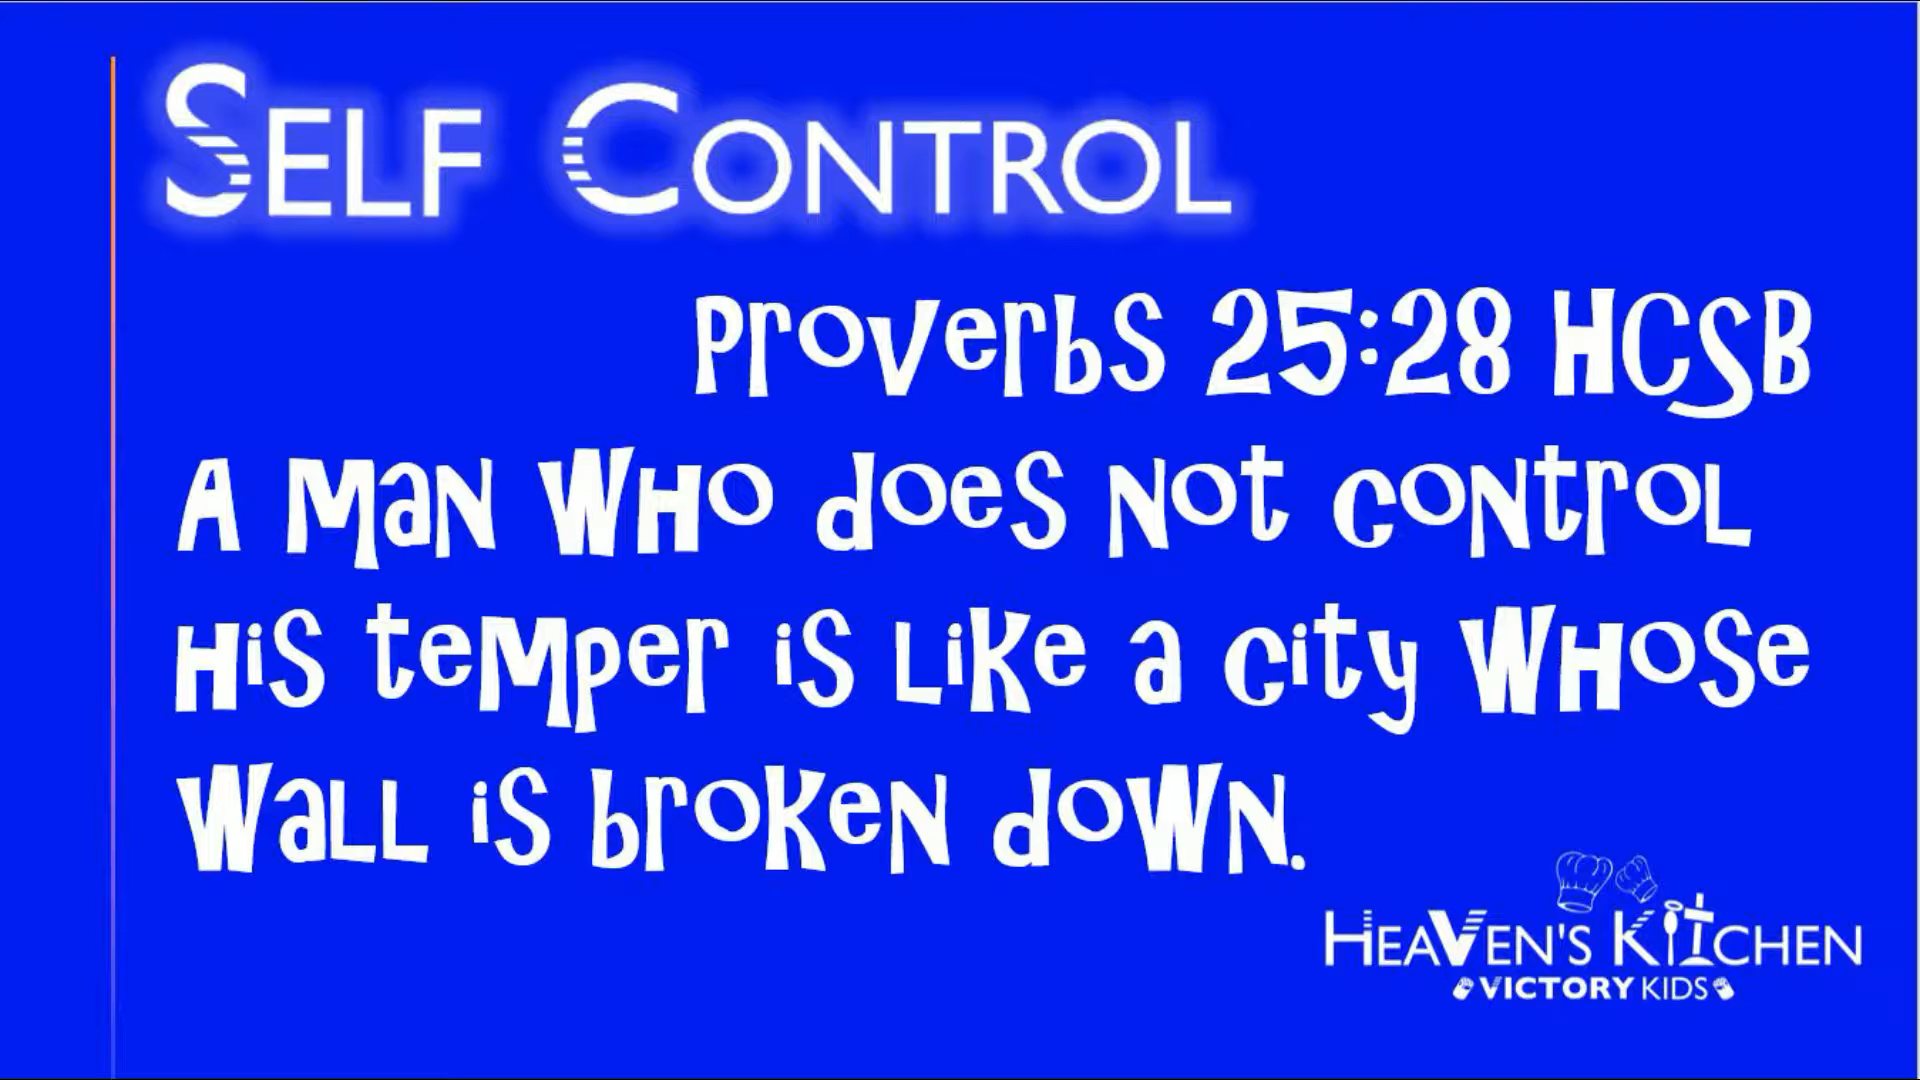 Self Control
Proverbs 25:28 HCSB
A man who does not control
his temper is like a city whose
wall is broken down.
Heaven's Kitchen
VICTORY KIDS